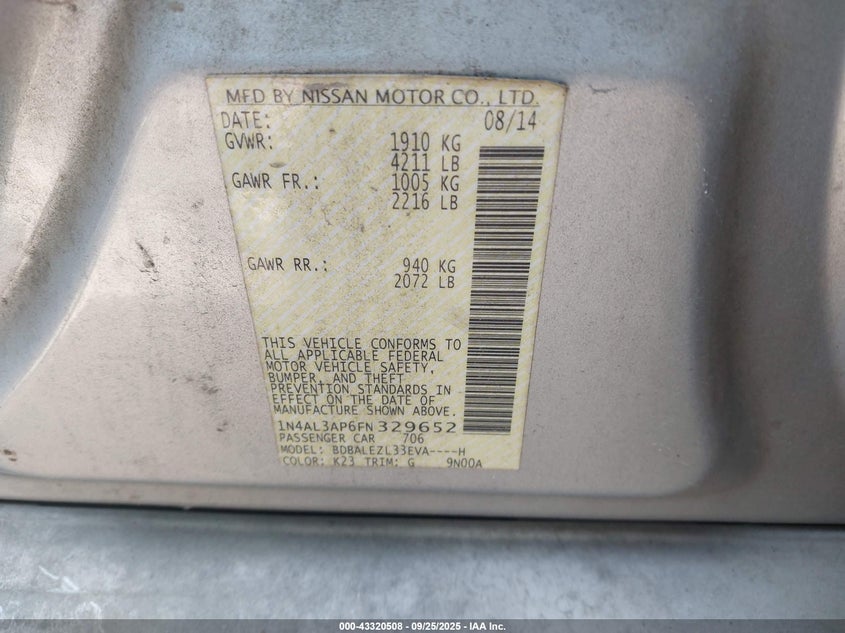 MFD BY NISSAN MOTOR CO., LTD.
DATE: 08/14
GVWR: 1910 KG
4211 LB
GAWR FR.: 1005 KG
2216 LB
GAWR RR.: 940 KG
2072 LB
THIS VEHICLE CONFORMS TO
ALL APPLICABLE FEDERAL
MOTOR VEHICLE SAFETY,
BUMPER, AND THEFT
PREVENTION STANDARDS IN
EFFECT ON THE DATE OF
MANUFACTURE SHOWN ABOVE.
1N4AL3AP6FN 329652
PASSENGER CAR 706
MODEL: BDBALEZL33EVA----H
COLOR: K23 TRIM: G 9N00A
000-43320508 - 09/25/2025 - IAA Inc.